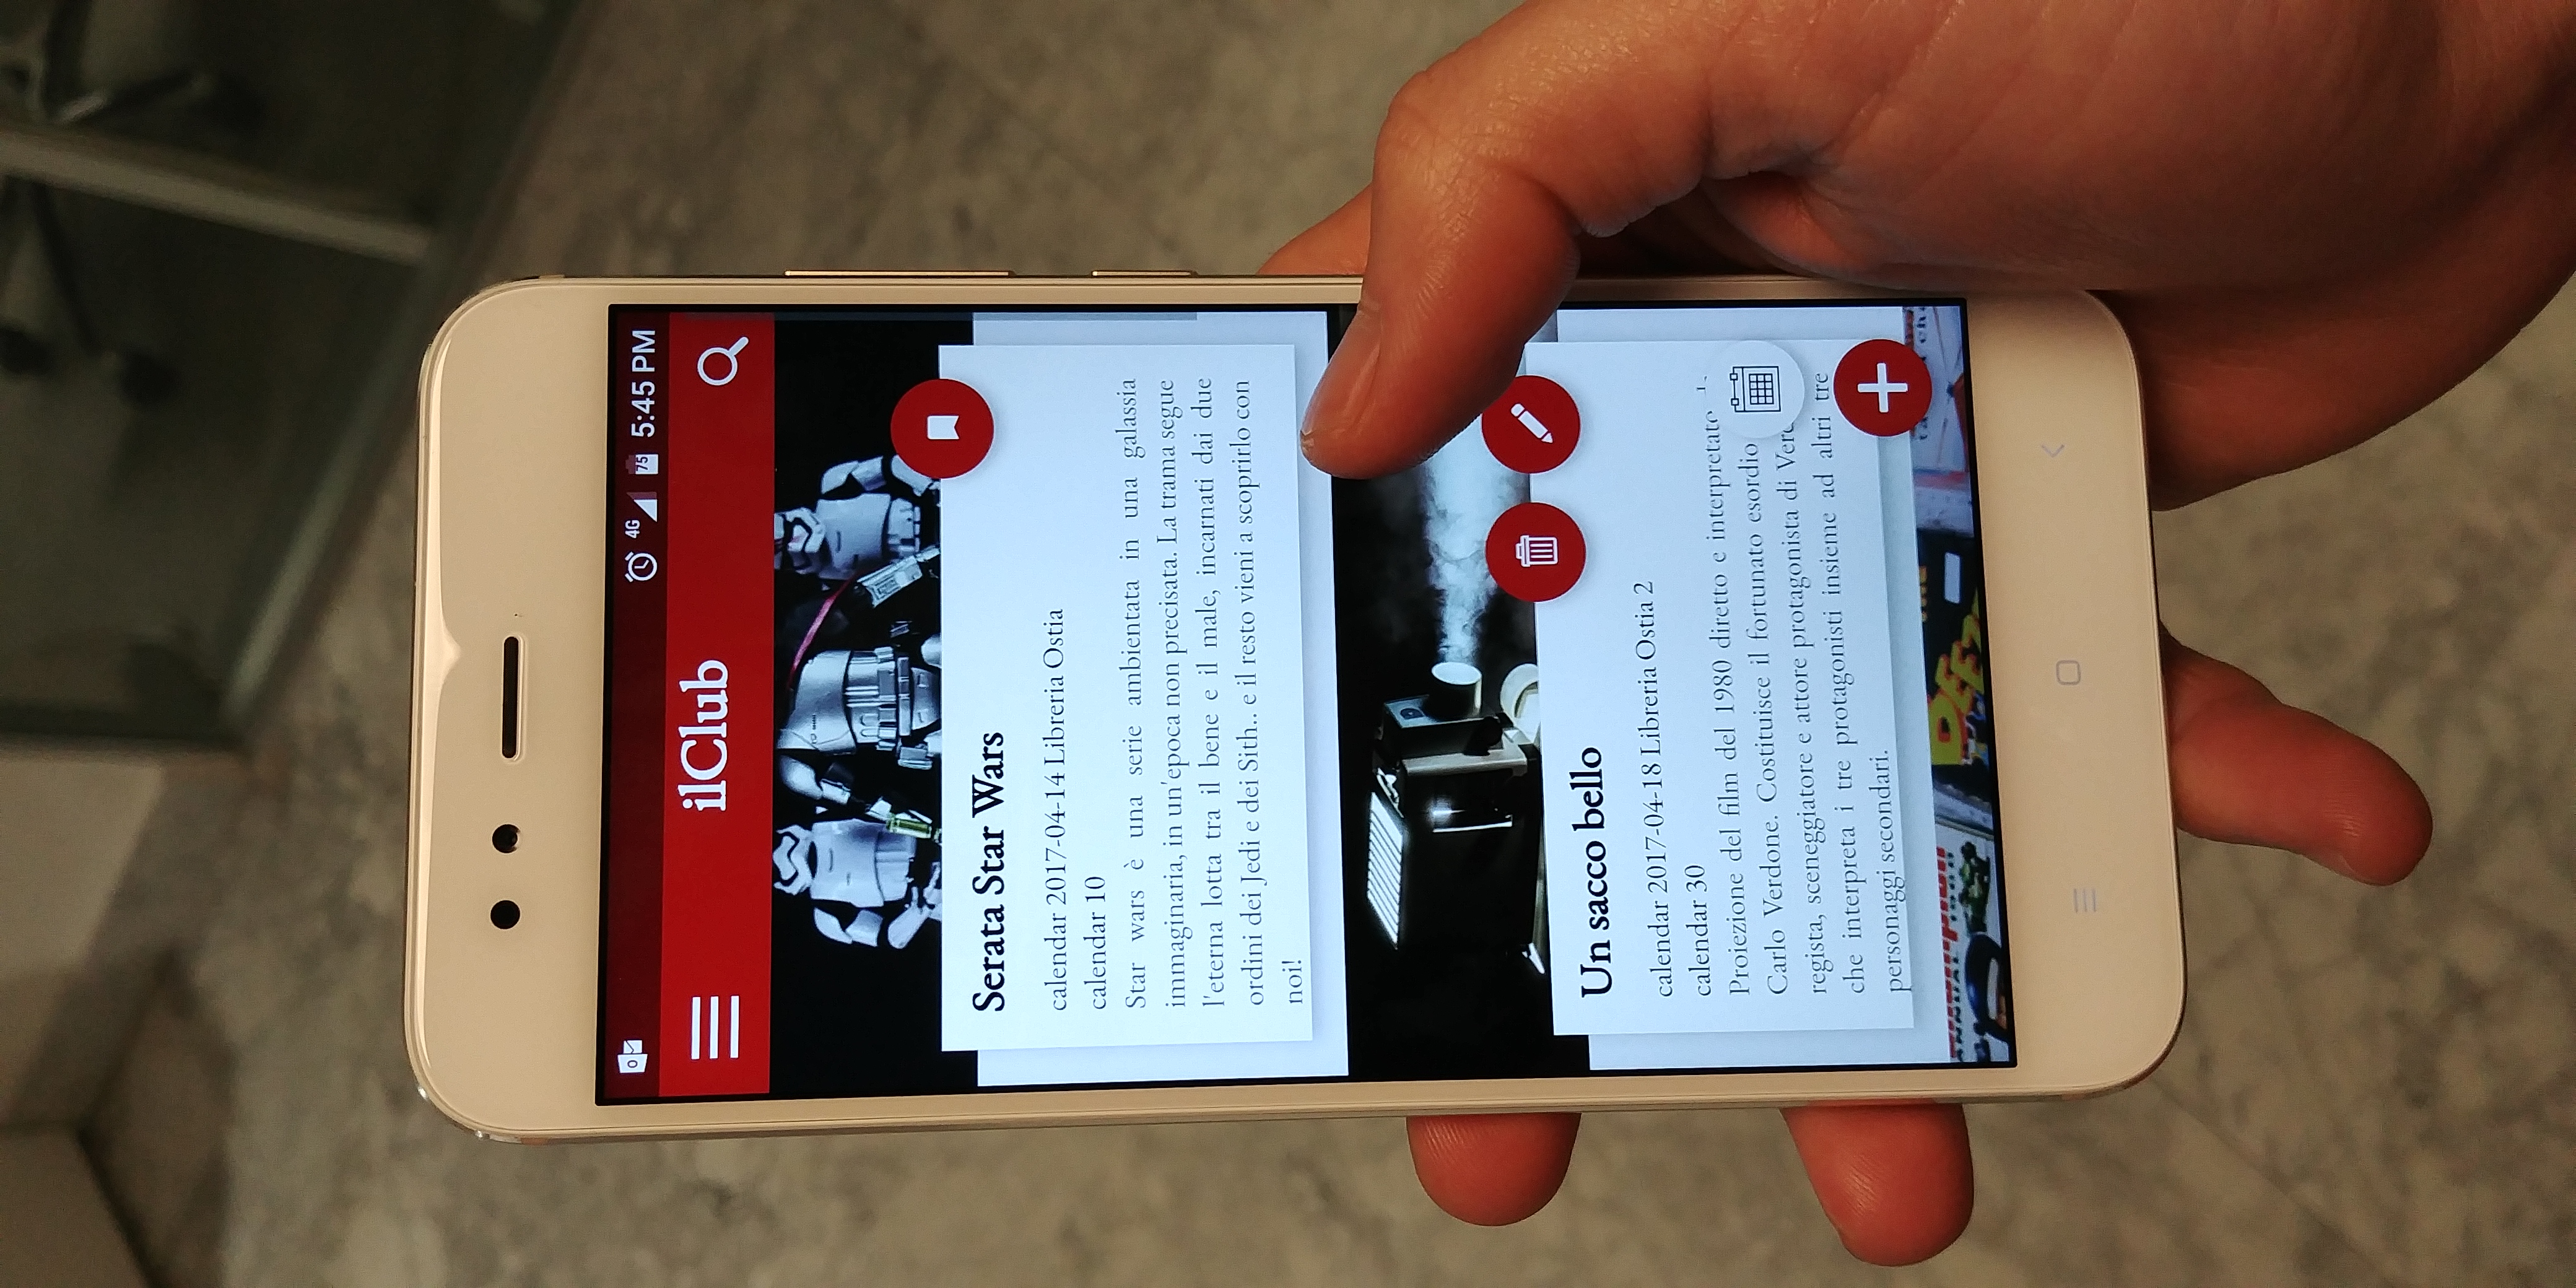 4G 75 5:45 PM
ilClub
Serata Star Wars
calendar 2017-04-14 Libreria Ostia
calendar 10
Star wars è una serie ambientata in una galassia
immaginaria, in un'epoca non precisata. La trama segue
l'eterna lotta tra il bene e il male, incarnati dai due
ordini dei Jedi e dei Sith.. e il resto vieni a scoprirlo con
noi!
Un sacco bello
calendar 2017-04-18 Libreria Ostia 2
calendar 30
Proiezione del film del 1980 diretto e interpretato
Carlo Verdone. Costituisce il fortunato esordio
regista, sceneggiatore e attore protagonista di
che interpreta i tre protagonisti insieme ad altri tre
personaggi secondari.
ANNUAL 1968